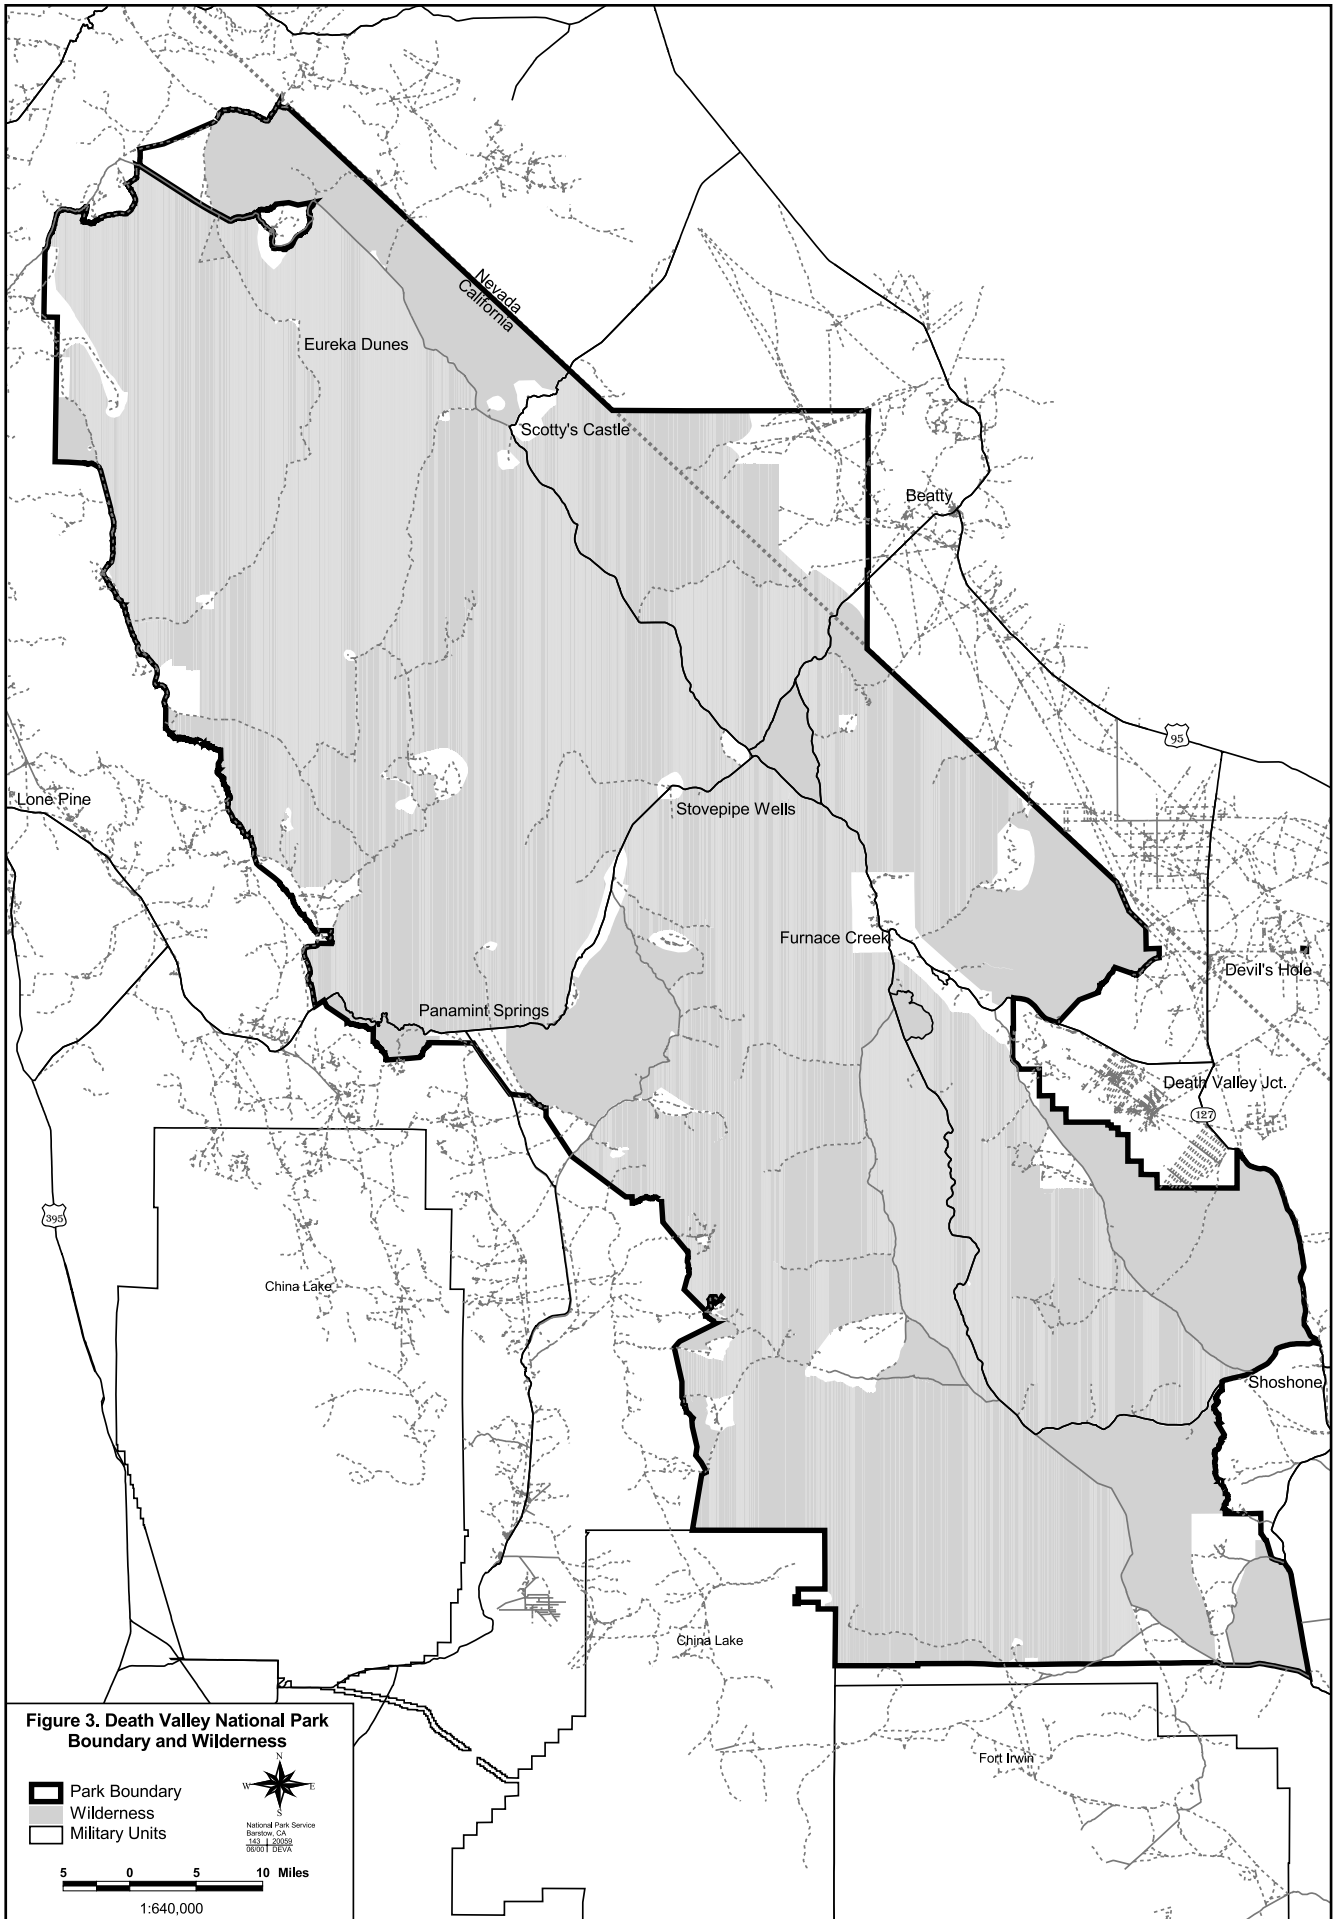 Nevada
California
Eureka Dunes
Scotty's Castle
Beatty
95
Lone Pine
Stovepipe Wells
Furnace Creek
Devil's Hole
Panamint Springs
Death Valley Jct.
127
395
China Lake
Shoshone
China Lake
Fort Irwin
Figure 3. Death Valley National Park
Boundary and Wilderness
N
W E
S
Park Boundary
Wilderness
Military Units
National Park Service
Barstow, CA
143 | 20059
06/00 | DEVA
5 0 5 10 Miles
1:640,000